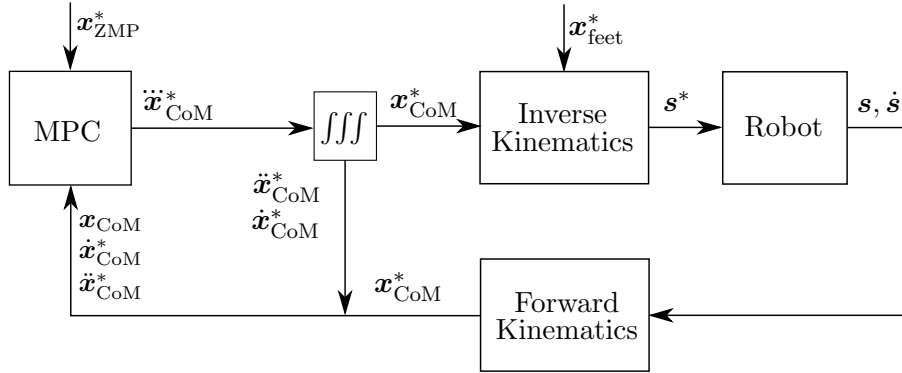 x*_ZMP
x*_feet
MPC
x⃛*_CoM
∫∫∫
x*_CoM
Inverse
Kinematics
s*
Robot
s, ṡ
ẍ*_CoM
ẋ*_CoM
x_CoM
ẋ*_CoM
ẍ*_CoM
x*_CoM
Forward
Kinematics